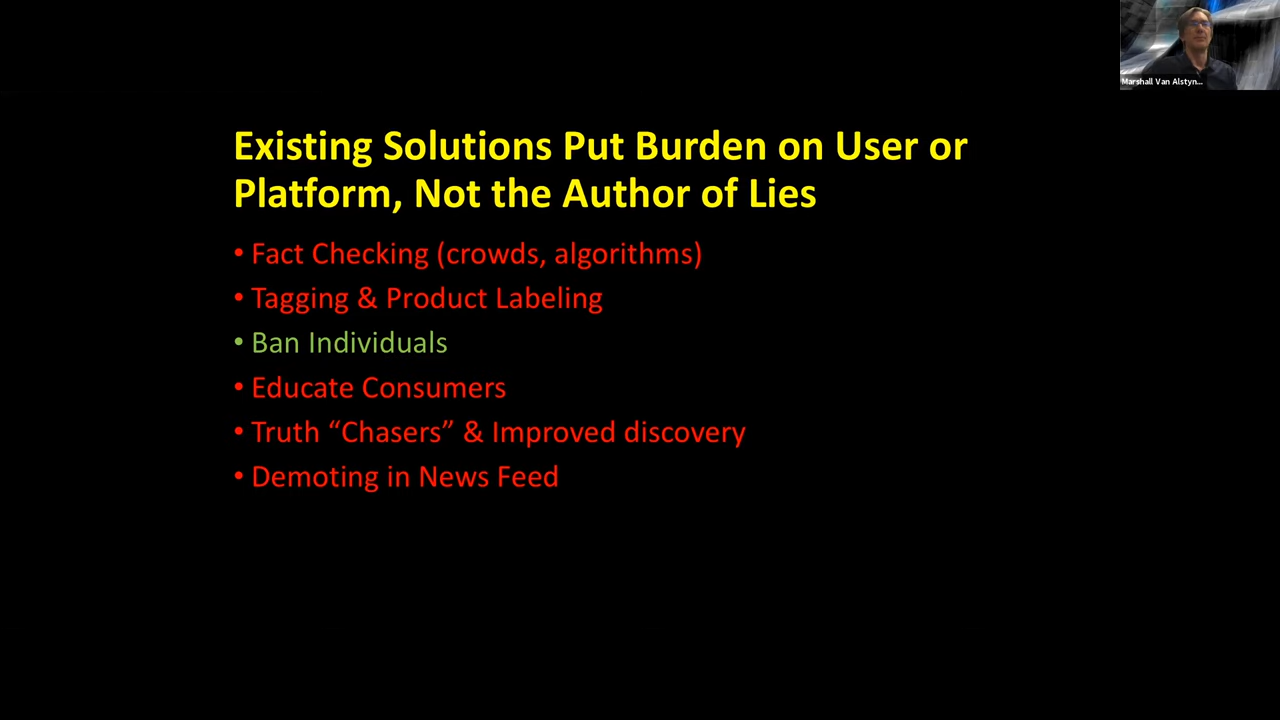 Marshall Van Alstyn...
Existing Solutions Put Burden on User or
Platform, Not the Author of Lies
• Fact Checking (crowds, algorithms)
• Tagging & Product Labeling
• Ban Individuals
• Educate Consumers
• Truth “Chasers” & Improved discovery
• Demoting in News Feed